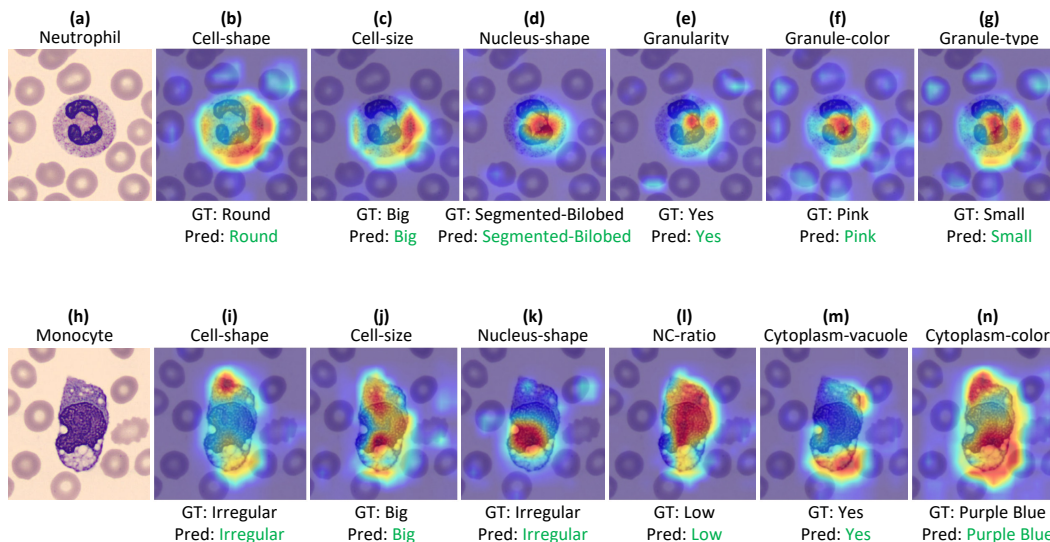 (a) (b) (c) (d) (e) (f) (g)
Neutrophil Cell-shape Cell-size Nucleus-shape Granularity Granule-color Granule-type
GT: Round GT: Big GT: Segmented-Bilobed GT: Yes GT: Pink GT: Small
Pred: Round Pred: Big Pred: Segmented-Bilobed Pred: Yes Pred: Pink Pred: Small
(h) (i) (j) (k) (l) (m) (n)
Monocyte Cell-shape Cell-size Nucleus-shape NC-ratio Cytoplasm-vacuole Cytoplasm-color
GT: Irregular GT: Big GT: Irregular GT: Low GT: Yes GT: Purple Blue
Pred: Irregular Pred: Big Pred: Irregular Pred: Low Pred: Yes Pred: Purple Blue